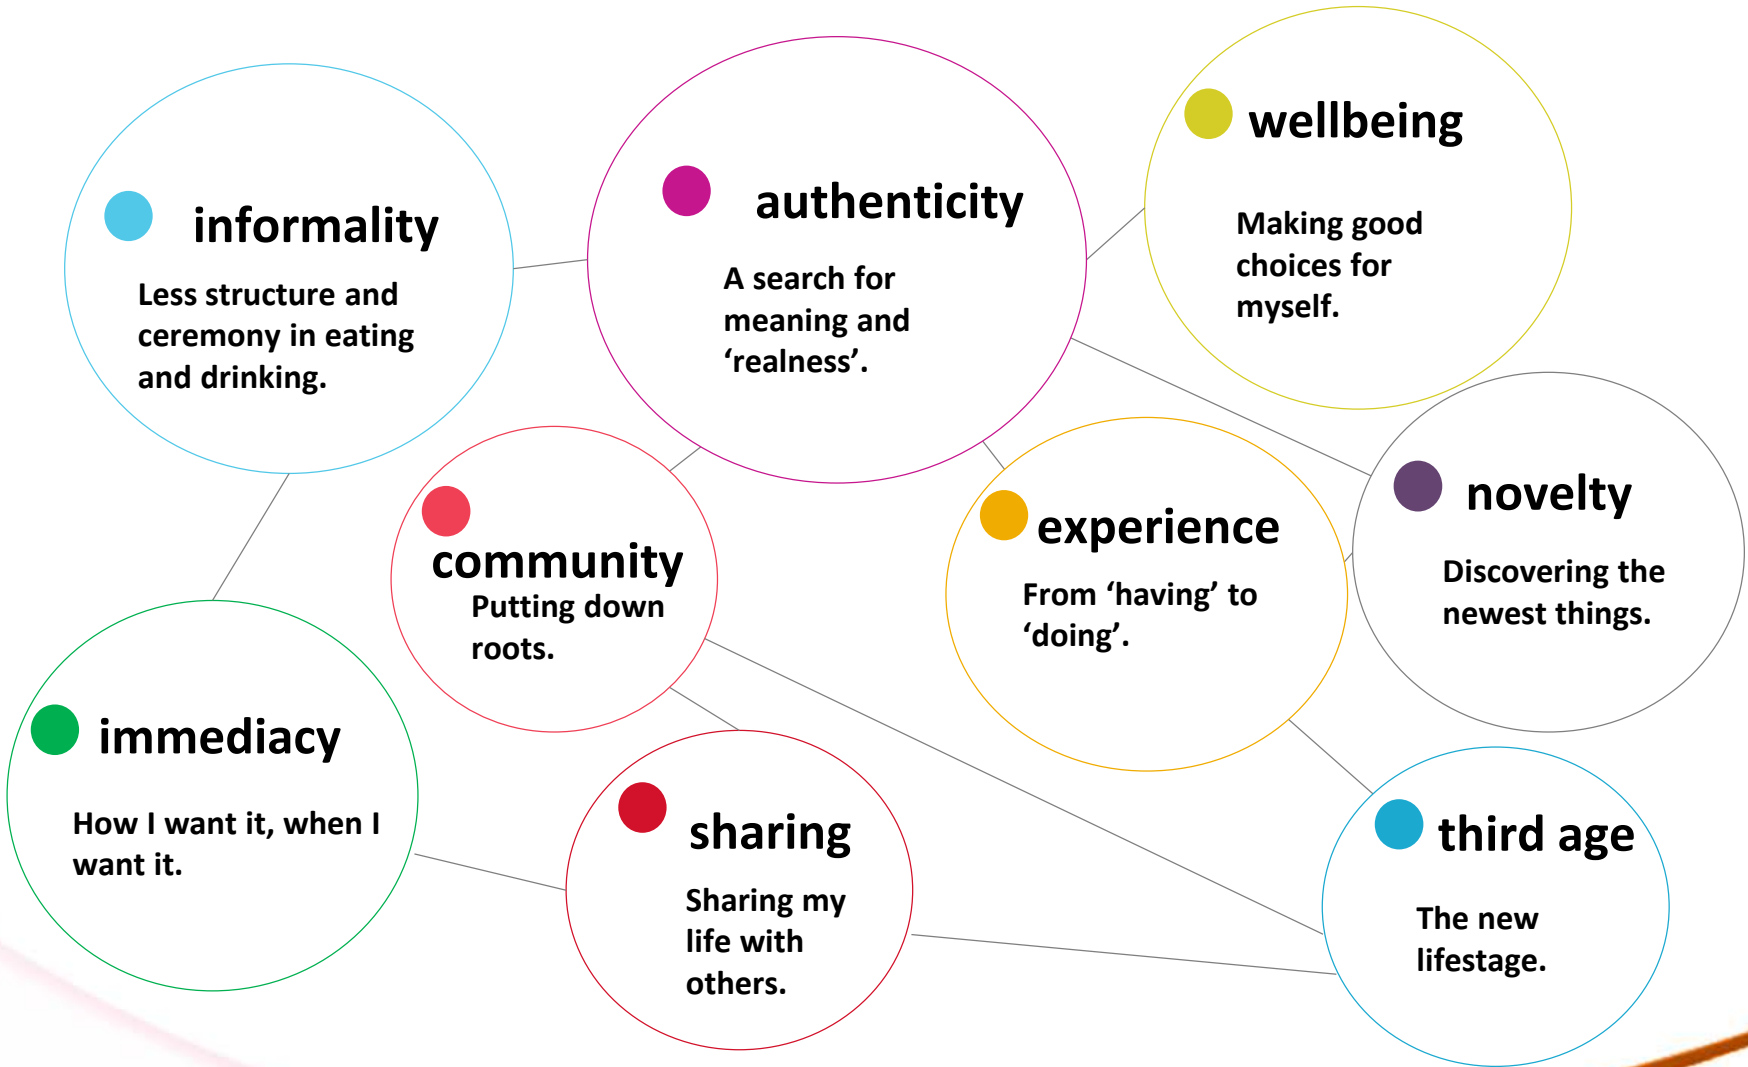 informality
Less structure and
ceremony in eating
and drinking.
authenticity
A search for
meaning and
‘realness’.
wellbeing
Making good
choices for
myself.
community
Putting down
roots.
experience
From ‘having’ to
‘doing’.
novelty
Discovering the
newest things.
immediacy
How I want it, when I
want it.
sharing
Sharing my
life with
others.
third age
The new
lifestage.